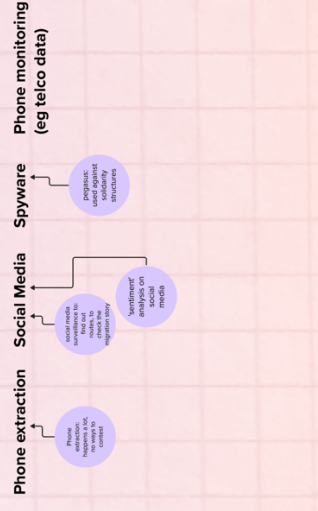 Phone monitoring
(eg telco data)
Spyware
pegasus:
used against
solidarity
structures
Social Media
social media
surveillance to:
find out
routes, to
check the
migration story
'sentiment'
analysis on
social
media
Phone extraction
Phone
extraction:
happens a lot,
no ways to
contest